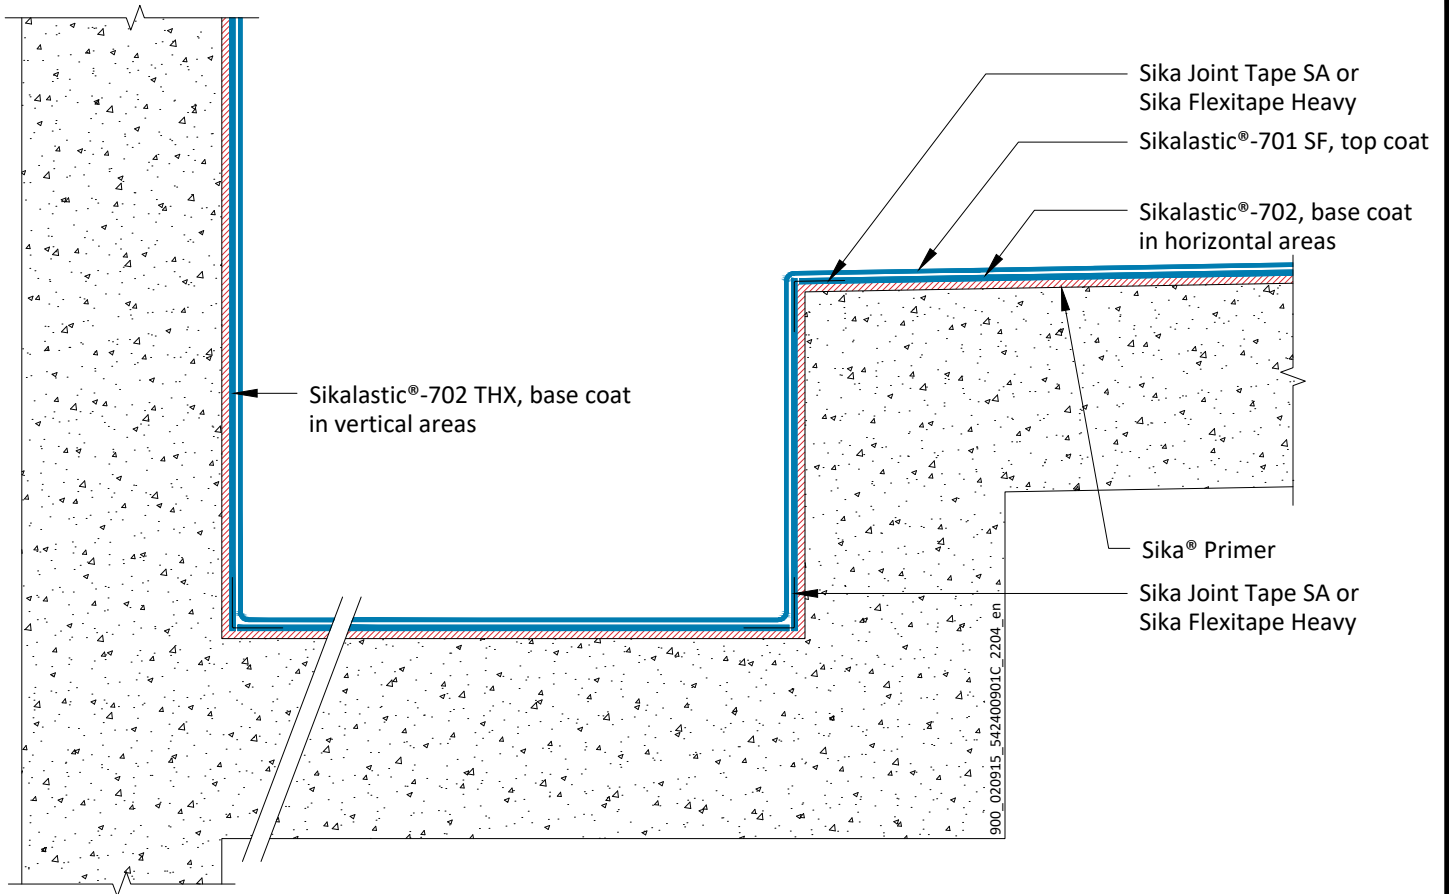 Sika Joint Tape SA or
Sika Flexitape Heavy
Sikalastic®-701 SF, top coat
Sikalastic®-702, base coat
in horizontal areas
Sikalastic®-702 THX, base coat
in vertical areas
Sika® Primer
Sika Joint Tape SA or
Sika Flexitape Heavy
900_020915_542400901C_2204_en